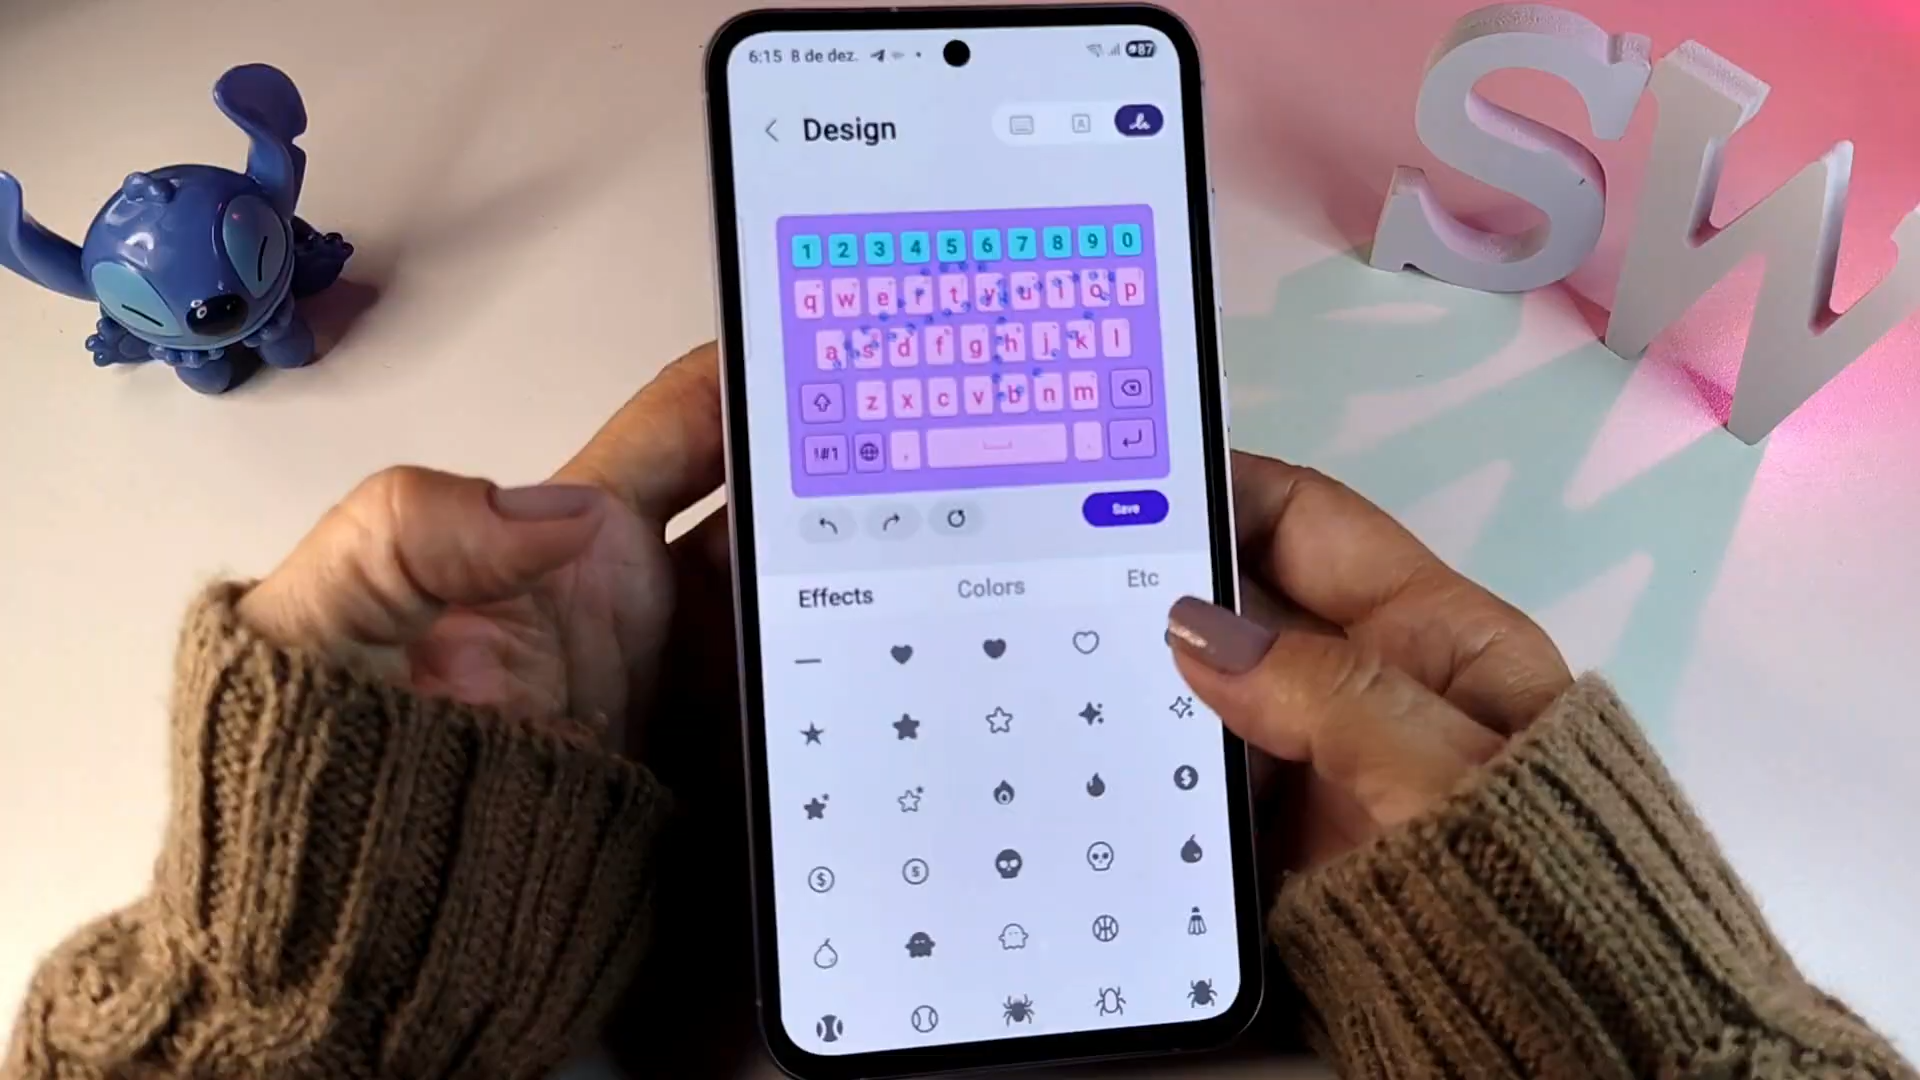 6:15 8 de dez.
87
Design
1 2 3 4 5 6 7 8 9 0
q w e r t y u i o p
a s d f g h j k l
z x c v b n m
!#1 , .
Save
Effects Colors Etc
SW